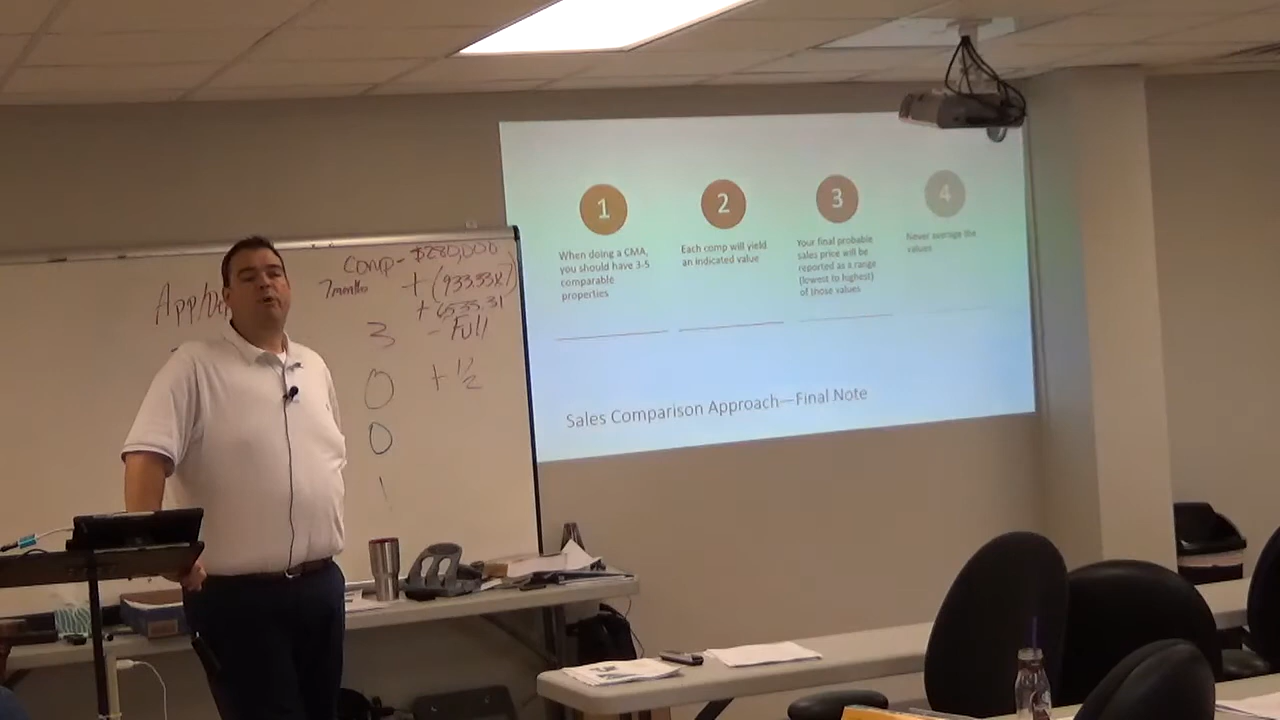 App/De
comp - $280,000
7 months + (933.33x7)
+ 6533.31
3 - Full
0 + 1/2
0
1
1
When doing a CMA,
you should have 3-5
comparable
properties
2
Each comp will yield
an indicated value
3
Your final probable
sales price will be
reported as a range
(lowest to highest)
of those values
4
Never average the
values
Sales Comparison Approach—Final Note